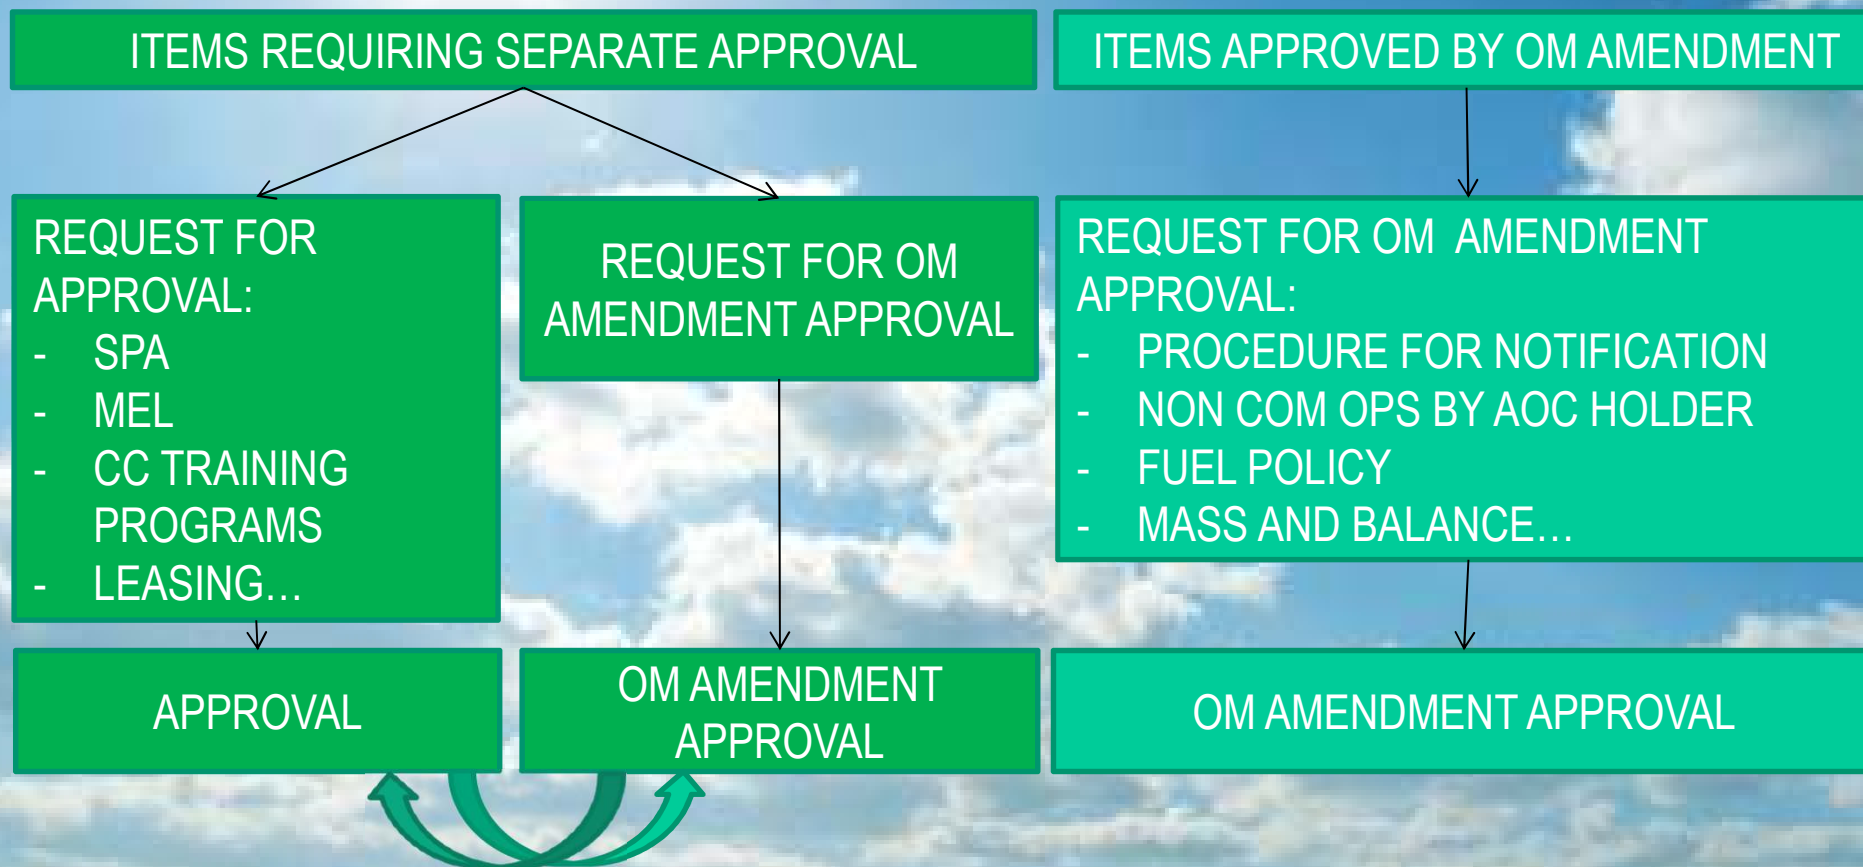 ITEMS REQUIRING SEPARATE APPROVAL
ITEMS APPROVED BY OM AMENDMENT
REQUEST FOR
APPROVAL:
- SPA
- MEL
- CC TRAINING
PROGRAMS
- LEASING…
REQUEST FOR OM
AMENDMENT APPROVAL
REQUEST FOR OM AMENDMENT
APPROVAL:
- PROCEDURE FOR NOTIFICATION
- NON COM OPS BY AOC HOLDER
- FUEL POLICY
- MASS AND BALANCE…
APPROVAL
OM AMENDMENT
APPROVAL
OM AMENDMENT APPROVAL